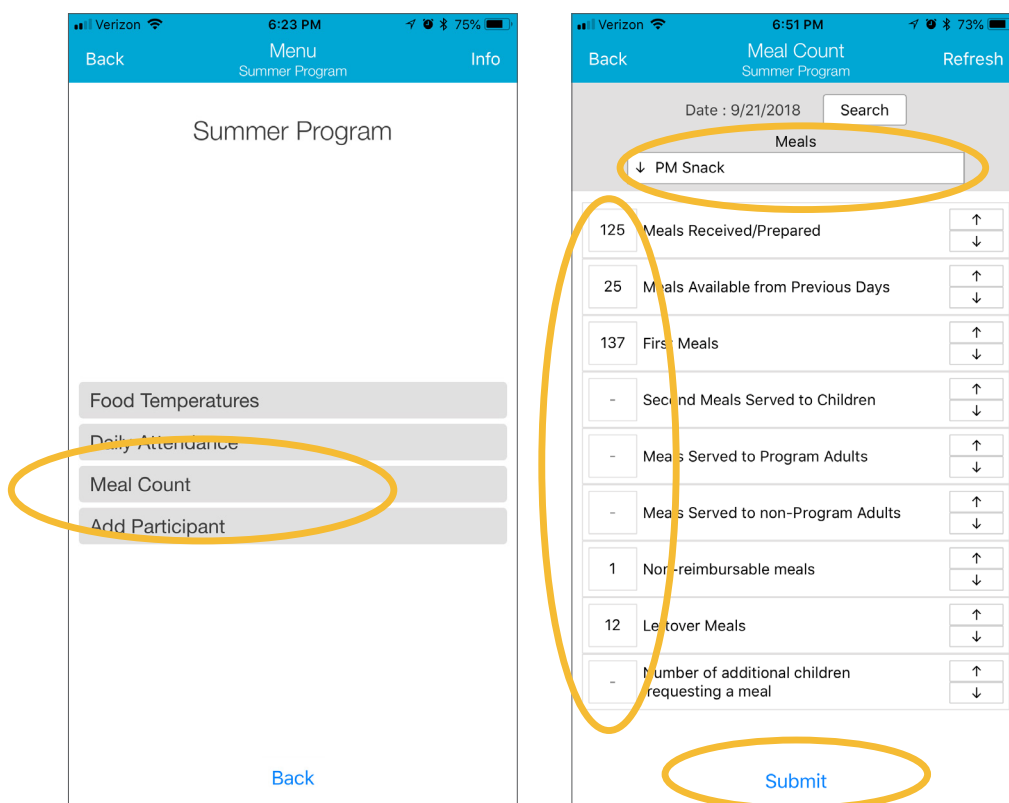 Verizon 6:23 PM 75%
Back Menu Info
Summer Program
Summer Program
Food Temperatures
Daily Attendance
Meal Count
Add Participant
Back
Verizon 6:51 PM 73%
Back Meal Count Refresh
Summer Program
Date : 9/21/2018 Search
Meals
↓ PM Snack
125 Meals Received/Prepared ↑
↓
25 Meals Available from Previous Days ↑
↓
137 First Meals ↑
↓
- Second Meals Served to Children ↑
↓
- Meals Served to Program Adults ↑
↓
- Meals Served to non-Program Adults ↑
↓
1 Non-reimbursable meals ↑
↓
12 Leftover Meals ↑
↓
- Number of additional children ↑
requesting a meal ↓
Submit